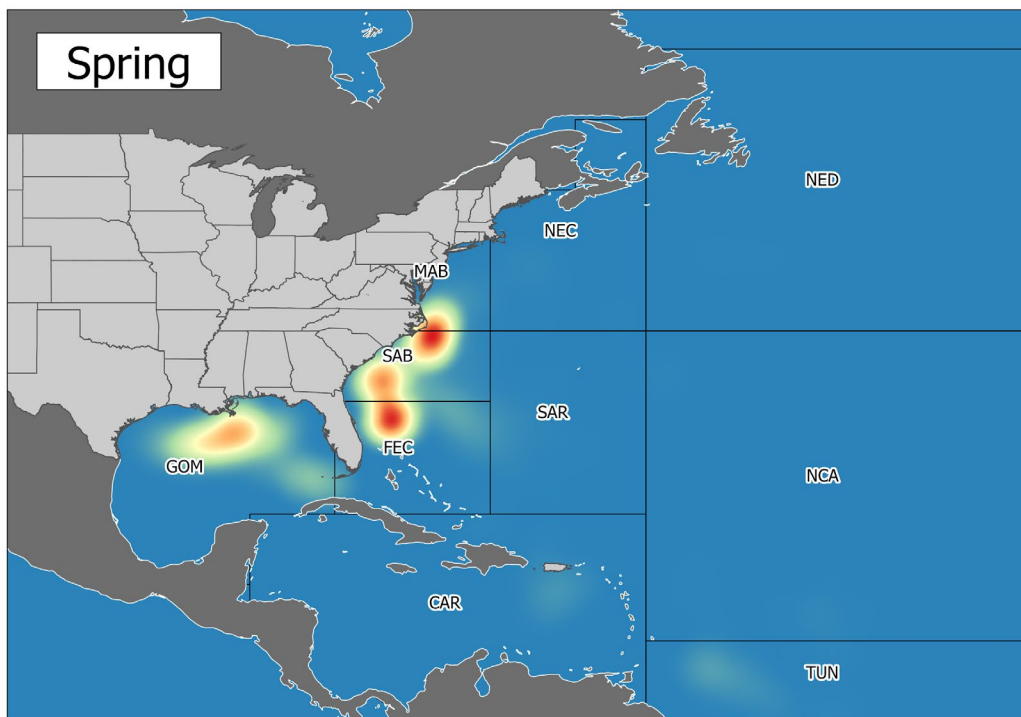 Spring
NED
NEC
MAB
SAB
SAR
FEC
GOM
NCA
CAR
TUN